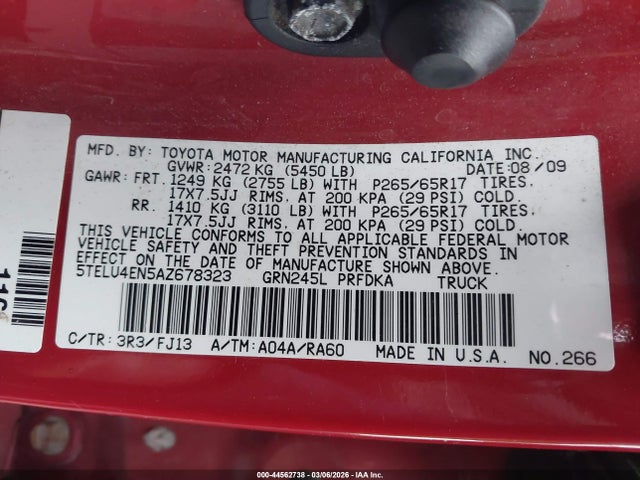 MFD. BY: TOYOTA MOTOR MANUFACTURING CALIFORNIA INC
GVWR: 2472 KG (5450 LB) DATE: 08/09
GAWR: FRT. 1249 KG (2755 LB) WITH P265/65R17 TIRES.
17X7.5JJ RIMS. AT 200 KPA (29 PSI) COLD.
RR. 1410 KG (3110 LB) WITH P265/65R17 TIRES.
17X7.5JJ RIMS. AT 200 KPA (29 PSI) COLD.
THIS VEHICLE CONFORMS TO ALL APPLICABLE FEDERAL MOTOR
VEHICLE SAFETY AND THEFT PREVENTION STANDARDS IN
EFFECT ON THE DATE OF MANUFACTURE SHOWN ABOVE.
5TELU4EN5AZ678323 GRN245L PRFDKA TRUCK
C/TR: 3R3/FJ13 A/TM: A04A/RA60 MADE IN U.S.A. NO. 266
000-44562738 - 03/06/2026 - IAA Inc.